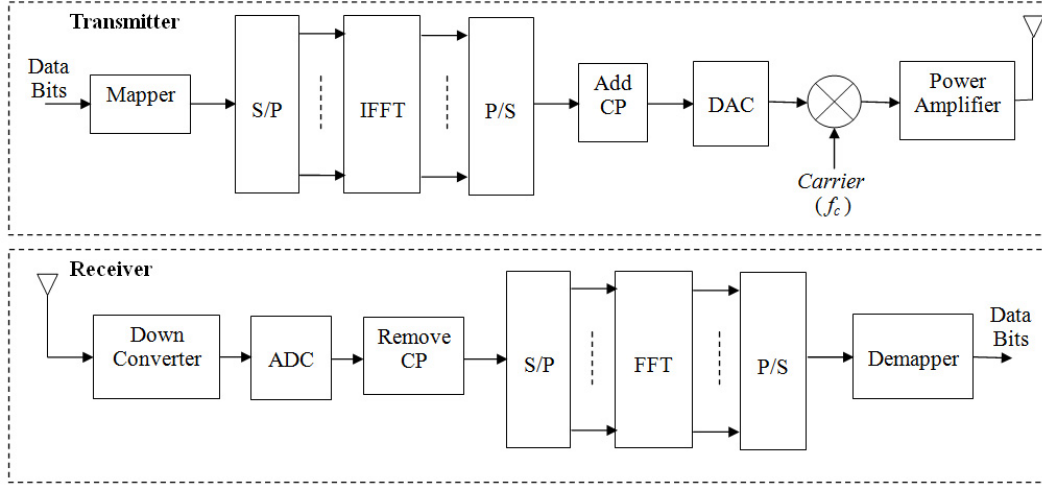 Transmitter
Data
Bits
Mapper
S/P
IFFT
P/S
Add
CP
DAC
Power
Amplifier
Carrier
(fc)
Receiver
Down
Converter
ADC
Remove
CP
S/P
FFT
P/S
Demapper
Data
Bits